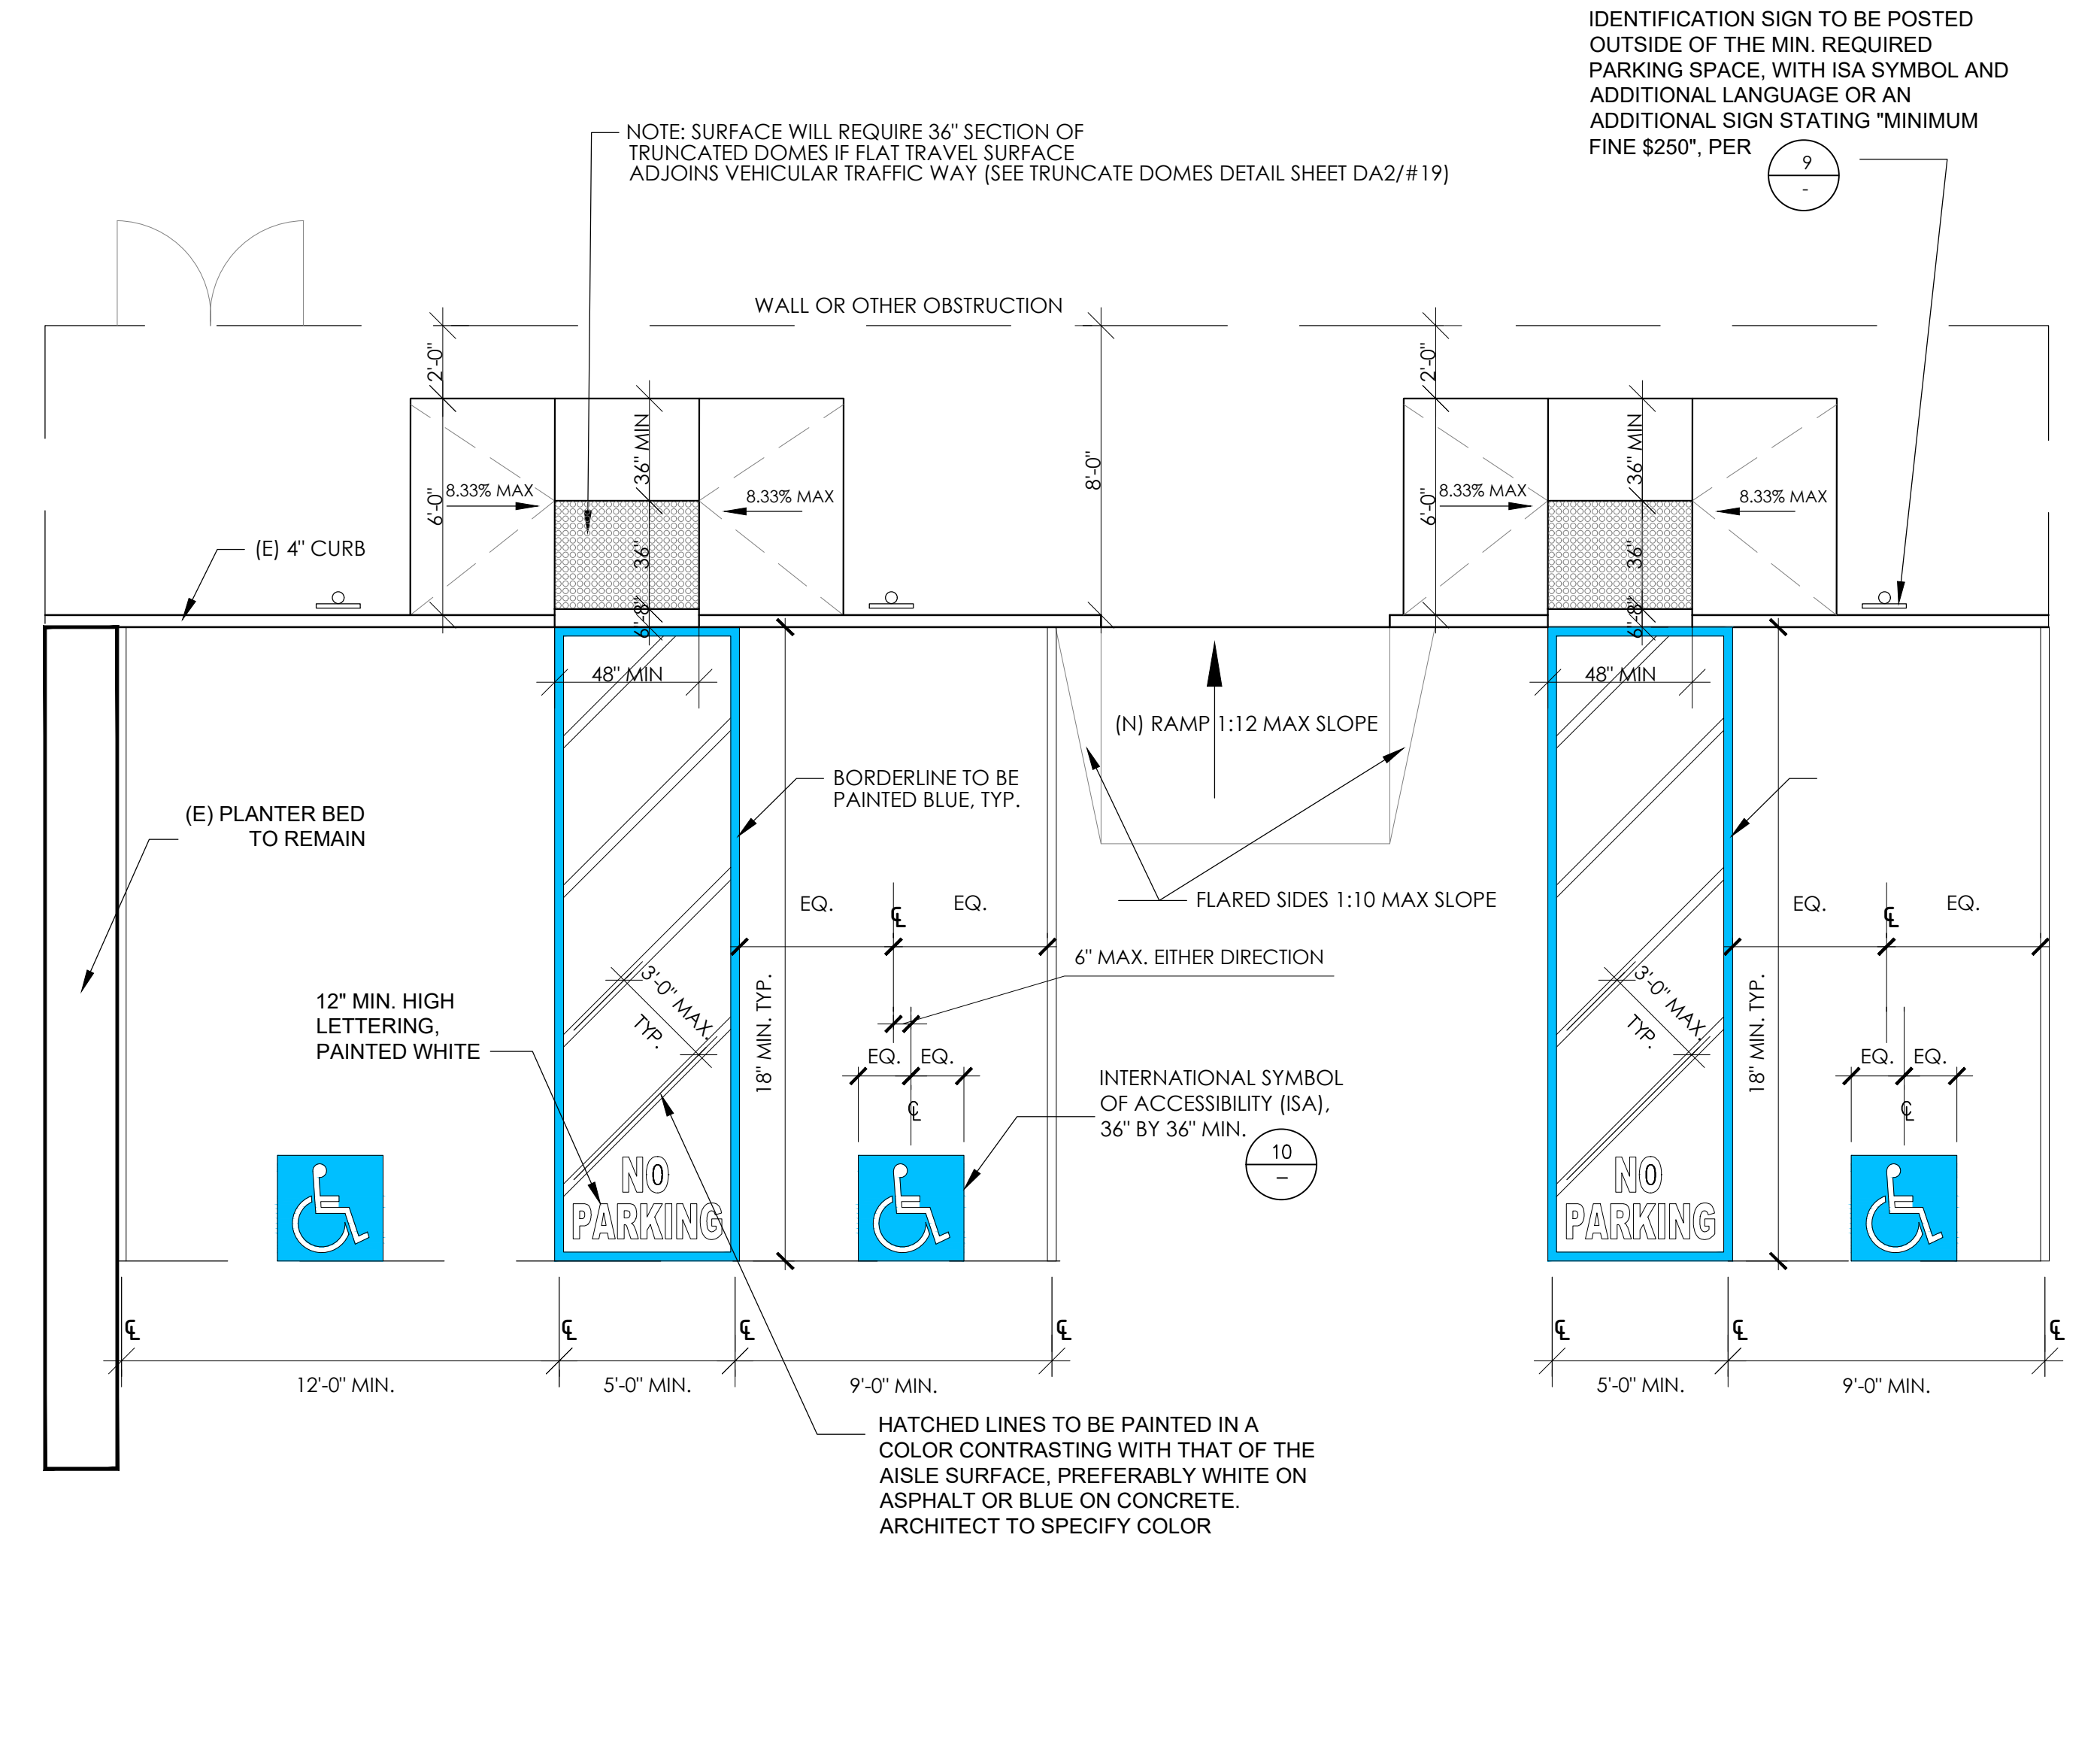 IDENTIFICATION SIGN TO BE POSTED
OUTSIDE OF THE MIN. REQUIRED
PARKING SPACE, WITH ISA SYMBOL AND
ADDITIONAL LANGUAGE OR AN
ADDITIONAL SIGN STATING "MINIMUM
FINE $250", PER
9
-
NOTE: SURFACE WILL REQUIRE 36" SECTION OF
TRUNCATED DOMES IF FLAT TRAVEL SURFACE
ADJOINS VEHICULAR TRAFFIC WAY (SEE TRUNCATE DOMES DETAIL SHEET DA2/#19)
WALL OR OTHER OBSTRUCTION
2'-0"
2'-0"
36" MIN
36" MIN
8'-0"
8.33% MAX
8.33% MAX
8.33% MAX
8.33% MAX
6'-0"
6'-0"
36"
36"
(E) 4" CURB
6"-8"
6"-8"
48" MIN
48" MIN
(N) RAMP 1:12 MAX SLOPE
BORDERLINE TO BE
PAINTED BLUE, TYP.
(E) PLANTER BED
TO REMAIN
EQ.
℄
EQ.
FLARED SIDES 1:10 MAX SLOPE
EQ.
℄
EQ.
6" MAX. EITHER DIRECTION
3'-0" MAX.
TYP.
18" MIN. TYP.
3'-0" MAX.
TYP.
18" MIN. TYP.
12" MIN. HIGH
LETTERING,
PAINTED WHITE
EQ.
EQ.
℄
EQ.
EQ.
℄
INTERNATIONAL SYMBOL
OF ACCESSIBILITY (ISA),
36" BY 36" MIN.
10
–
NO
PARKING
NO
PARKING
℄
℄
℄
℄
℄
℄
℄
12'-0" MIN.
5'-0" MIN.
9'-0" MIN.
5'-0" MIN.
9'-0" MIN.
HATCHED LINES TO BE PAINTED IN A
COLOR CONTRASTING WITH THAT OF THE
AISLE SURFACE, PREFERABLY WHITE ON
ASPHALT OR BLUE ON CONCRETE.
ARCHITECT TO SPECIFY COLOR